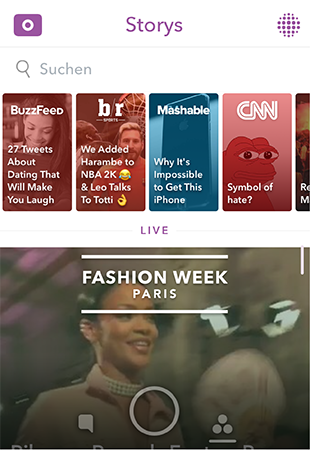 Storys
Suchen
BuzzFeed
27 Tweets
About
Dating That
Will Make
You Laugh
b/r
SPORTS
We Added
Harambe to
NBA 2K 😂
& Leo Talks
To Totti 👌
Mashable
Why It's
Impossible
to Get This
iPhone
CNN
Symbol of
hate?
LIVE
FASHION WEEK
PARIS